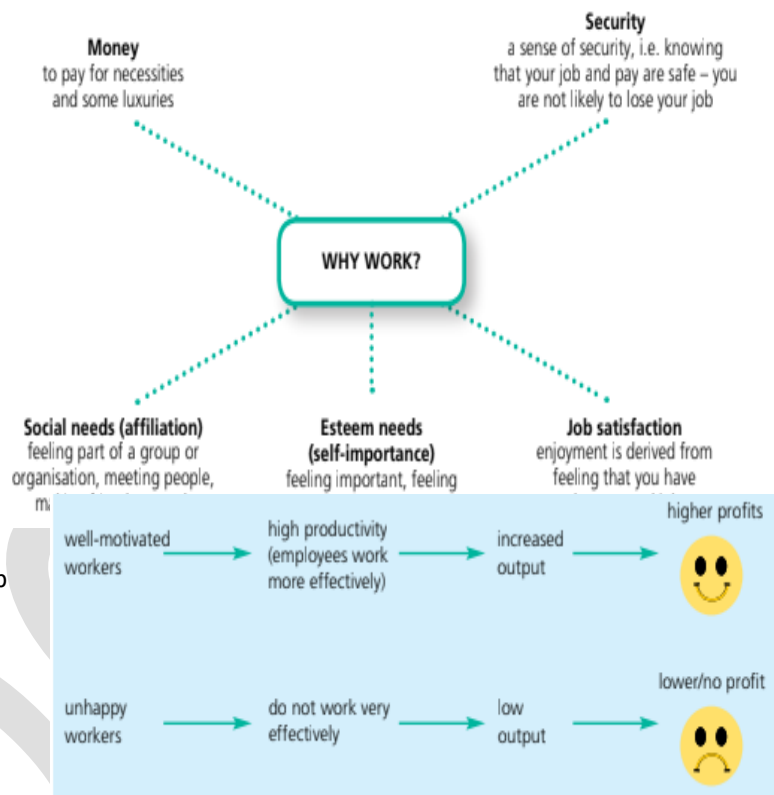 Money
to pay for necessities
and some luxuries
Security
a sense of security, i.e. knowing
that your job and pay are safe – you
are not likely to lose your job
WHY WORK?
Social needs (affiliation)
feeling part of a group or
organisation, meeting people,
Esteem needs
(self-importance)
feeling important, feeling
Job satisfaction
enjoyment is derived from
feeling that you have
well-motivated
workers
high productivity
(employees work
more effectively)
increased
output
higher profits
unhappy
workers
do not work very
effectively
low
output
lower/no profit